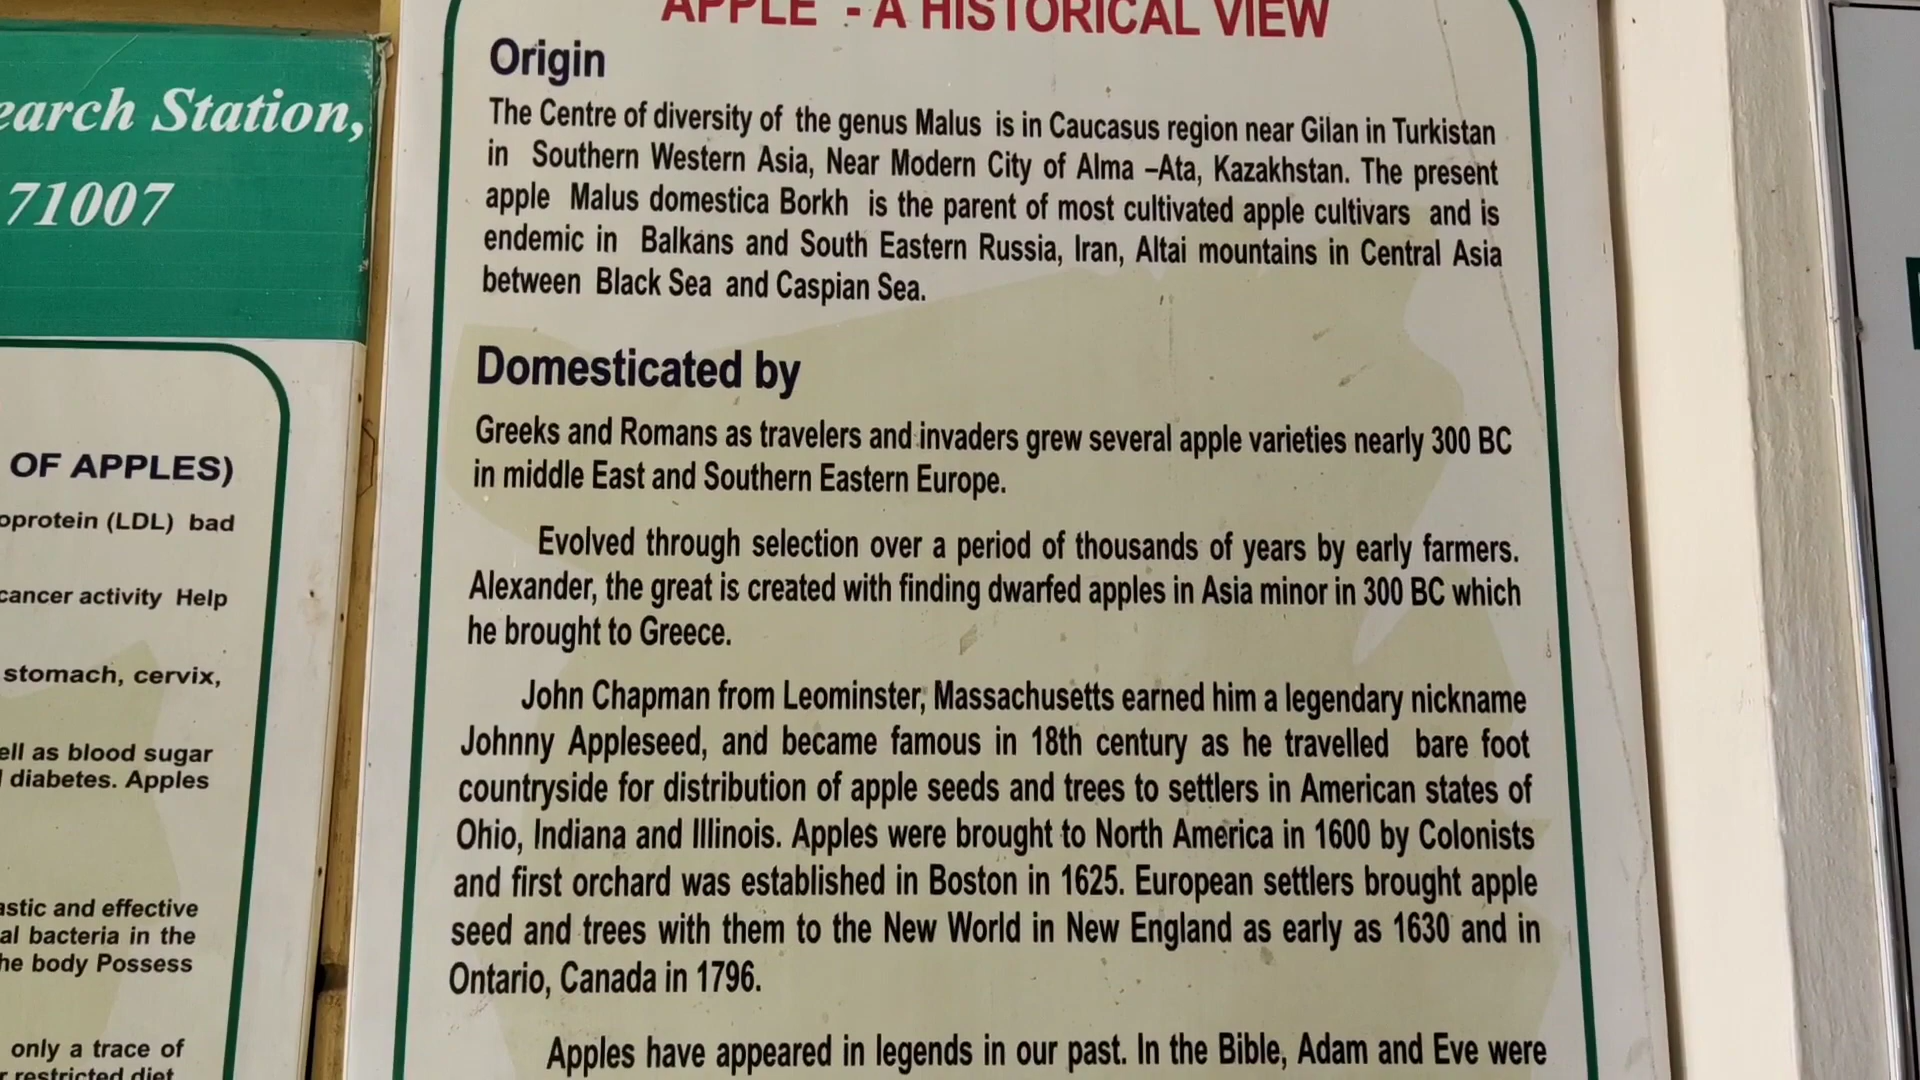 earch Station,
71007
OF APPLES)
oprotein (LDL) bad
cancer activity Help
stomach, cervix,
ell as blood sugar
diabetes. Apples
astic and effective
al bacteria in the
he body Possess
only a trace of
r restricted diet
APPLE - A HISTORICAL VIEW
Origin
The Centre of diversity of the genus Malus is in Caucasus region near Gilan in Turkistan
in Southern Western Asia, Near Modern City of Alma –Ata, Kazakhstan. The present
apple Malus domestica Borkh is the parent of most cultivated apple cultivars and is
endemic in Balkans and South Eastern Russia, Iran, Altai mountains in Central Asia
between Black Sea and Caspian Sea.
Domesticated by
Greeks and Romans as travelers and invaders grew several apple varieties nearly 300 BC
in middle East and Southern Eastern Europe.
Evolved through selection over a period of thousands of years by early farmers.
Alexander, the great is created with finding dwarfed apples in Asia minor in 300 BC which
he brought to Greece.
John Chapman from Leominster, Massachusetts earned him a legendary nickname
Johnny Appleseed, and became famous in 18th century as he travelled bare foot
countryside for distribution of apple seeds and trees to settlers in American states of
Ohio, Indiana and Illinois. Apples were brought to North America in 1600 by Colonists
and first orchard was established in Boston in 1625. European settlers brought apple
seed and trees with them to the New World in New England as early as 1630 and in
Ontario, Canada in 1796.
Apples have appeared in legends in our past. In the Bible, Adam and Eve were